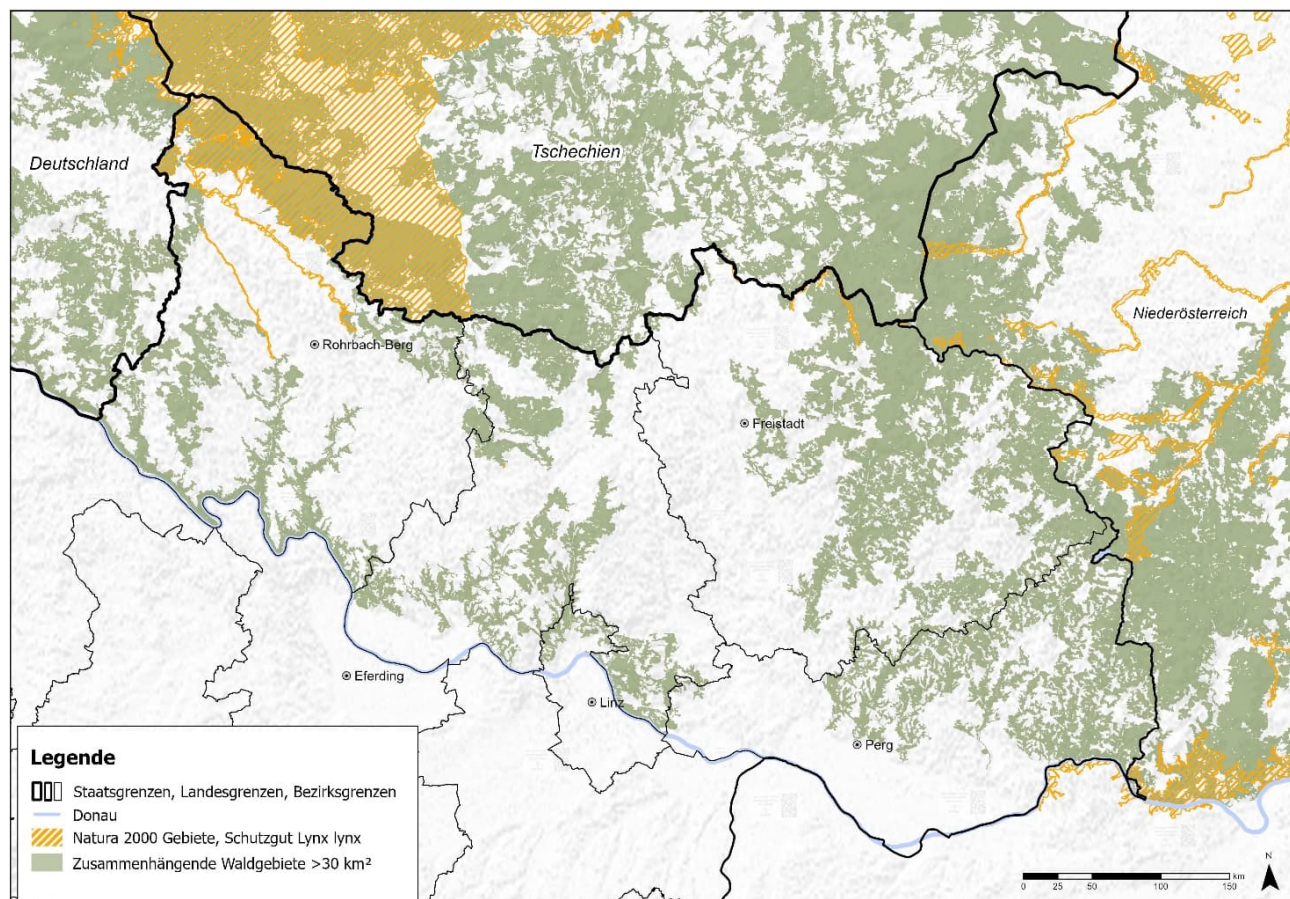 Deutschland
Tschechien
Niederösterreich
Rohrbach-Berg
Freistadt
Eferding
Linz
Perg
Legende
Staatsgrenzen, Landesgrenzen, Bezirksgrenzen
Donau
Natura 2000 Gebiete, Schutzgut Lynx lynx
Zusammenhängende Waldgebiete >30 km²
N
0 25 50 100 150 km